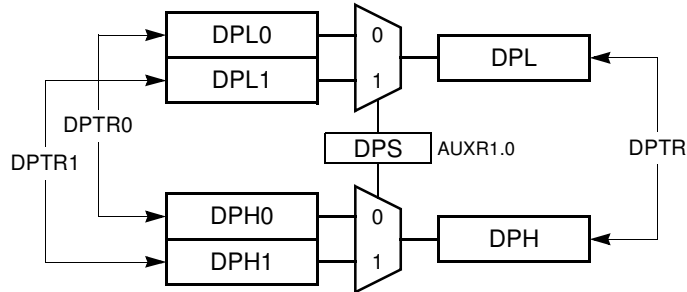 DPL0
0
DPL
DPL1
1
DPTR0
DPTR1
DPS
AUXR1.0
DPTR
DPH0
0
DPH
DPH1
1